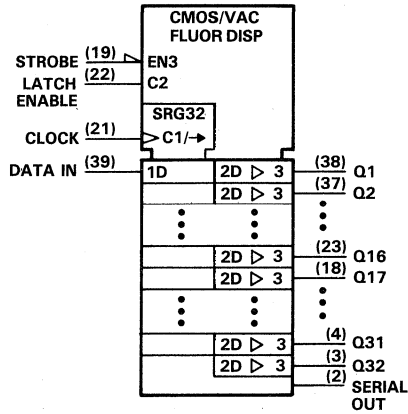 CMOS/VAC
FLUOR DISP
STROBE (19) EN3
LATCH (22) C2
ENABLE
SRG32
CLOCK (21) C1/→
DATA IN (39) 1D 2D ▷ 3 (38) Q1
2D ▷ 3 (37) Q2
2D ▷ 3 (23) Q16
2D ▷ 3 (18) Q17
2D ▷ 3 (4) Q31
2D ▷ 3 (3) Q32
(2) SERIAL
OUT